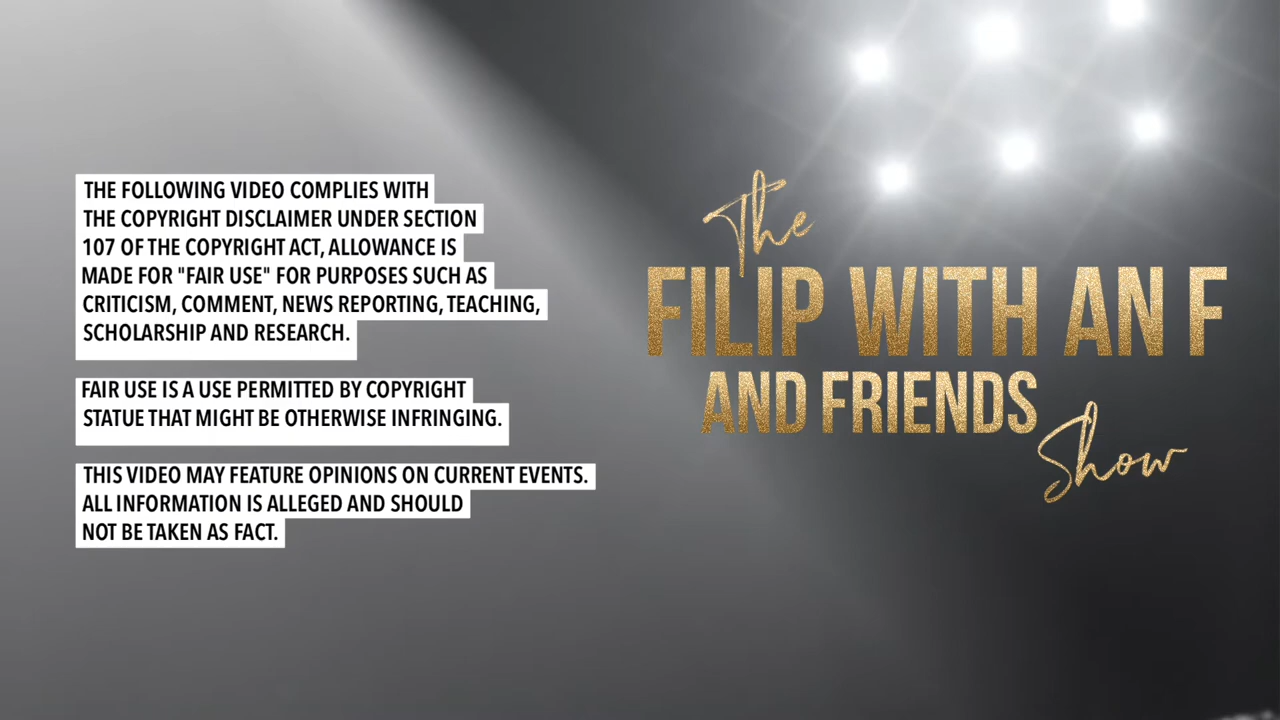 THE FOLLOWING VIDEO COMPLIES WITH
THE COPYRIGHT DISCLAIMER UNDER SECTION
107 OF THE COPYRIGHT ACT, ALLOWANCE IS
MADE FOR "FAIR USE" FOR PURPOSES SUCH AS
CRITICISM, COMMENT, NEWS REPORTING, TEACHING,
SCHOLARSHIP AND RESEARCH.
FAIR USE IS A USE PERMITTED BY COPYRIGHT
STATUE THAT MIGHT BE OTHERWISE INFRINGING.
THIS VIDEO MAY FEATURE OPINIONS ON CURRENT EVENTS.
ALL INFORMATION IS ALLEGED AND SHOULD
NOT BE TAKEN AS FACT.
The
FILIP WITH AN F
AND FRIENDS
Show